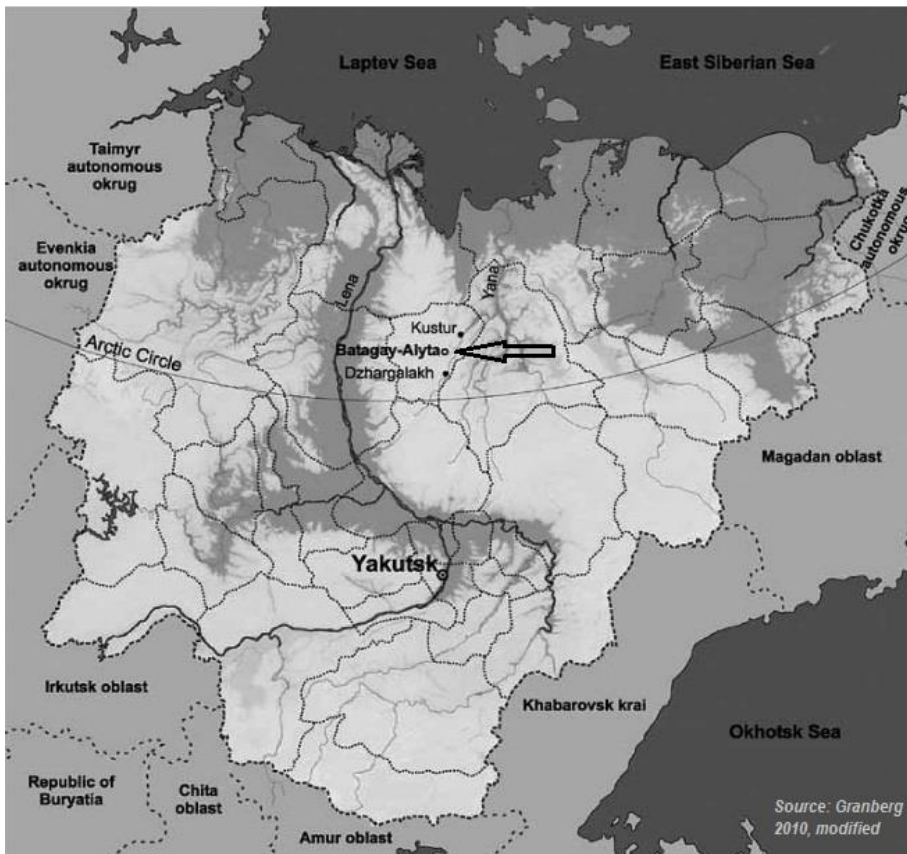 Laptev Sea
East Siberian Sea
Taimyr
autonomous
okrug
Chukotka
autonomous
okrug
Evenkia
autonomous
okrug
Lena
Yana
Kustur
Batagay-Alyta
Arctic Circle
Dzhargalakh
Magadan oblast
Yakutsk
Irkutsk oblast
Khabarovsk krai
Okhotsk Sea
Republic of
Buryatia
Chita
oblast
Amur oblast
Source: Granberg
2010, modified